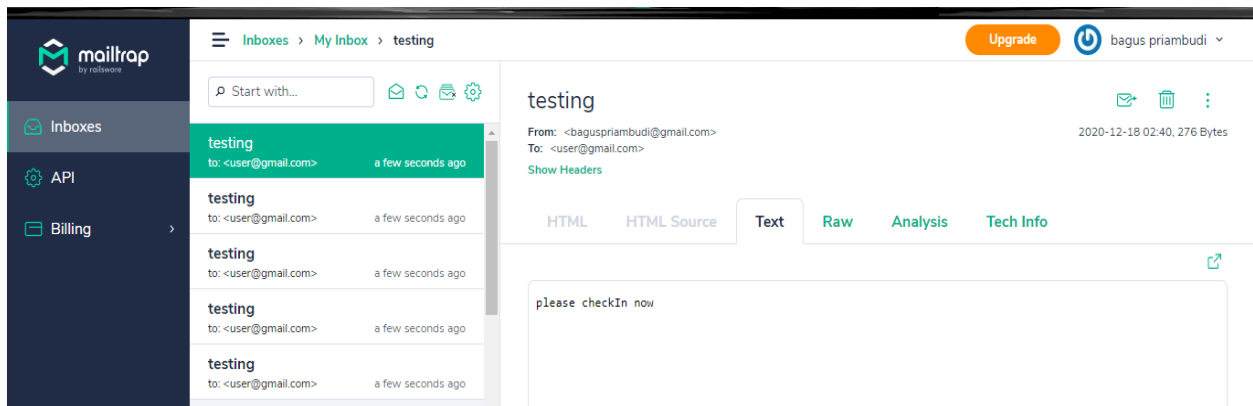 mailtrap
by railsware
Inboxes
API
Billing
Inboxes > My Inbox > testing
Upgrade
bagus priambudi
Start with...
testing
to: <user@gmail.com> a few seconds ago
testing
to: <user@gmail.com> a few seconds ago
testing
to: <user@gmail.com> a few seconds ago
testing
to: <user@gmail.com> a few seconds ago
testing
to: <user@gmail.com> a few seconds ago
testing
From: <baguspriambudi@gmail.com>
2020-12-18 02:40, 276 Bytes
To: <user@gmail.com>
Show Headers
HTML HTML Source Text Raw Analysis Tech Info
please checkIn now